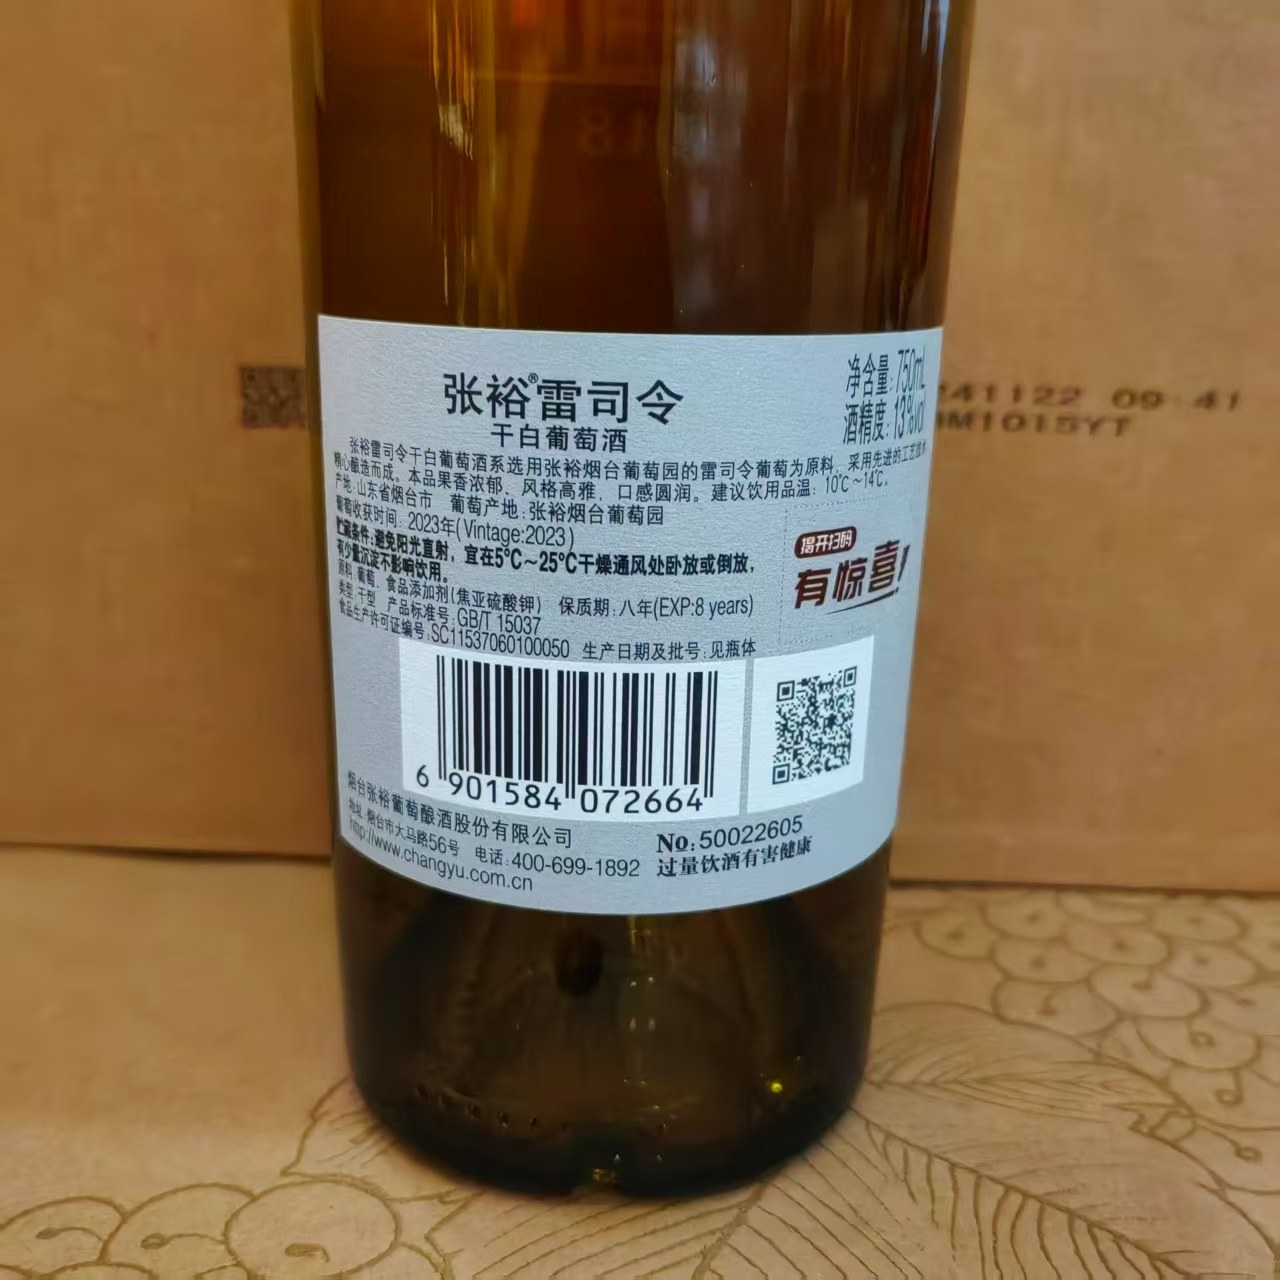 张裕®雷司令
干白葡萄酒
净含量:750mL
酒精度:13%vol
张裕雷司令干白葡萄酒系选用张裕烟台葡萄园的雷司令葡萄为原料，采用先进的工艺技术
精心酿造而成。本品果香浓郁、风格高雅，口感圆润。建议饮用品温：10℃～14℃。
产地:山东省烟台市 葡萄产地:张裕烟台葡萄园
葡萄收获时间:2023年(Vintage:2023)
贮藏条件:避免阳光直射，宜在5℃～25℃干燥通风处卧放或倒放，
有少量沉淀不影响饮用。
原料:葡萄、食品添加剂(焦亚硫酸钾) 保质期:八年(EXP:8 years)
类型:干型 产品标准号:GB/T 15037
食品生产许可证编号:SC11537060100050 生产日期及批号:见瓶体
揭开扫码
有惊喜!
6 901584 072664
烟台张裕葡萄酿酒股份有限公司
地址:烟台市大马路56号 电话:400-699-1892
http://www.changyu.com.cn
No:50022605
过量饮酒有害健康
241122 09:41
M1015YT